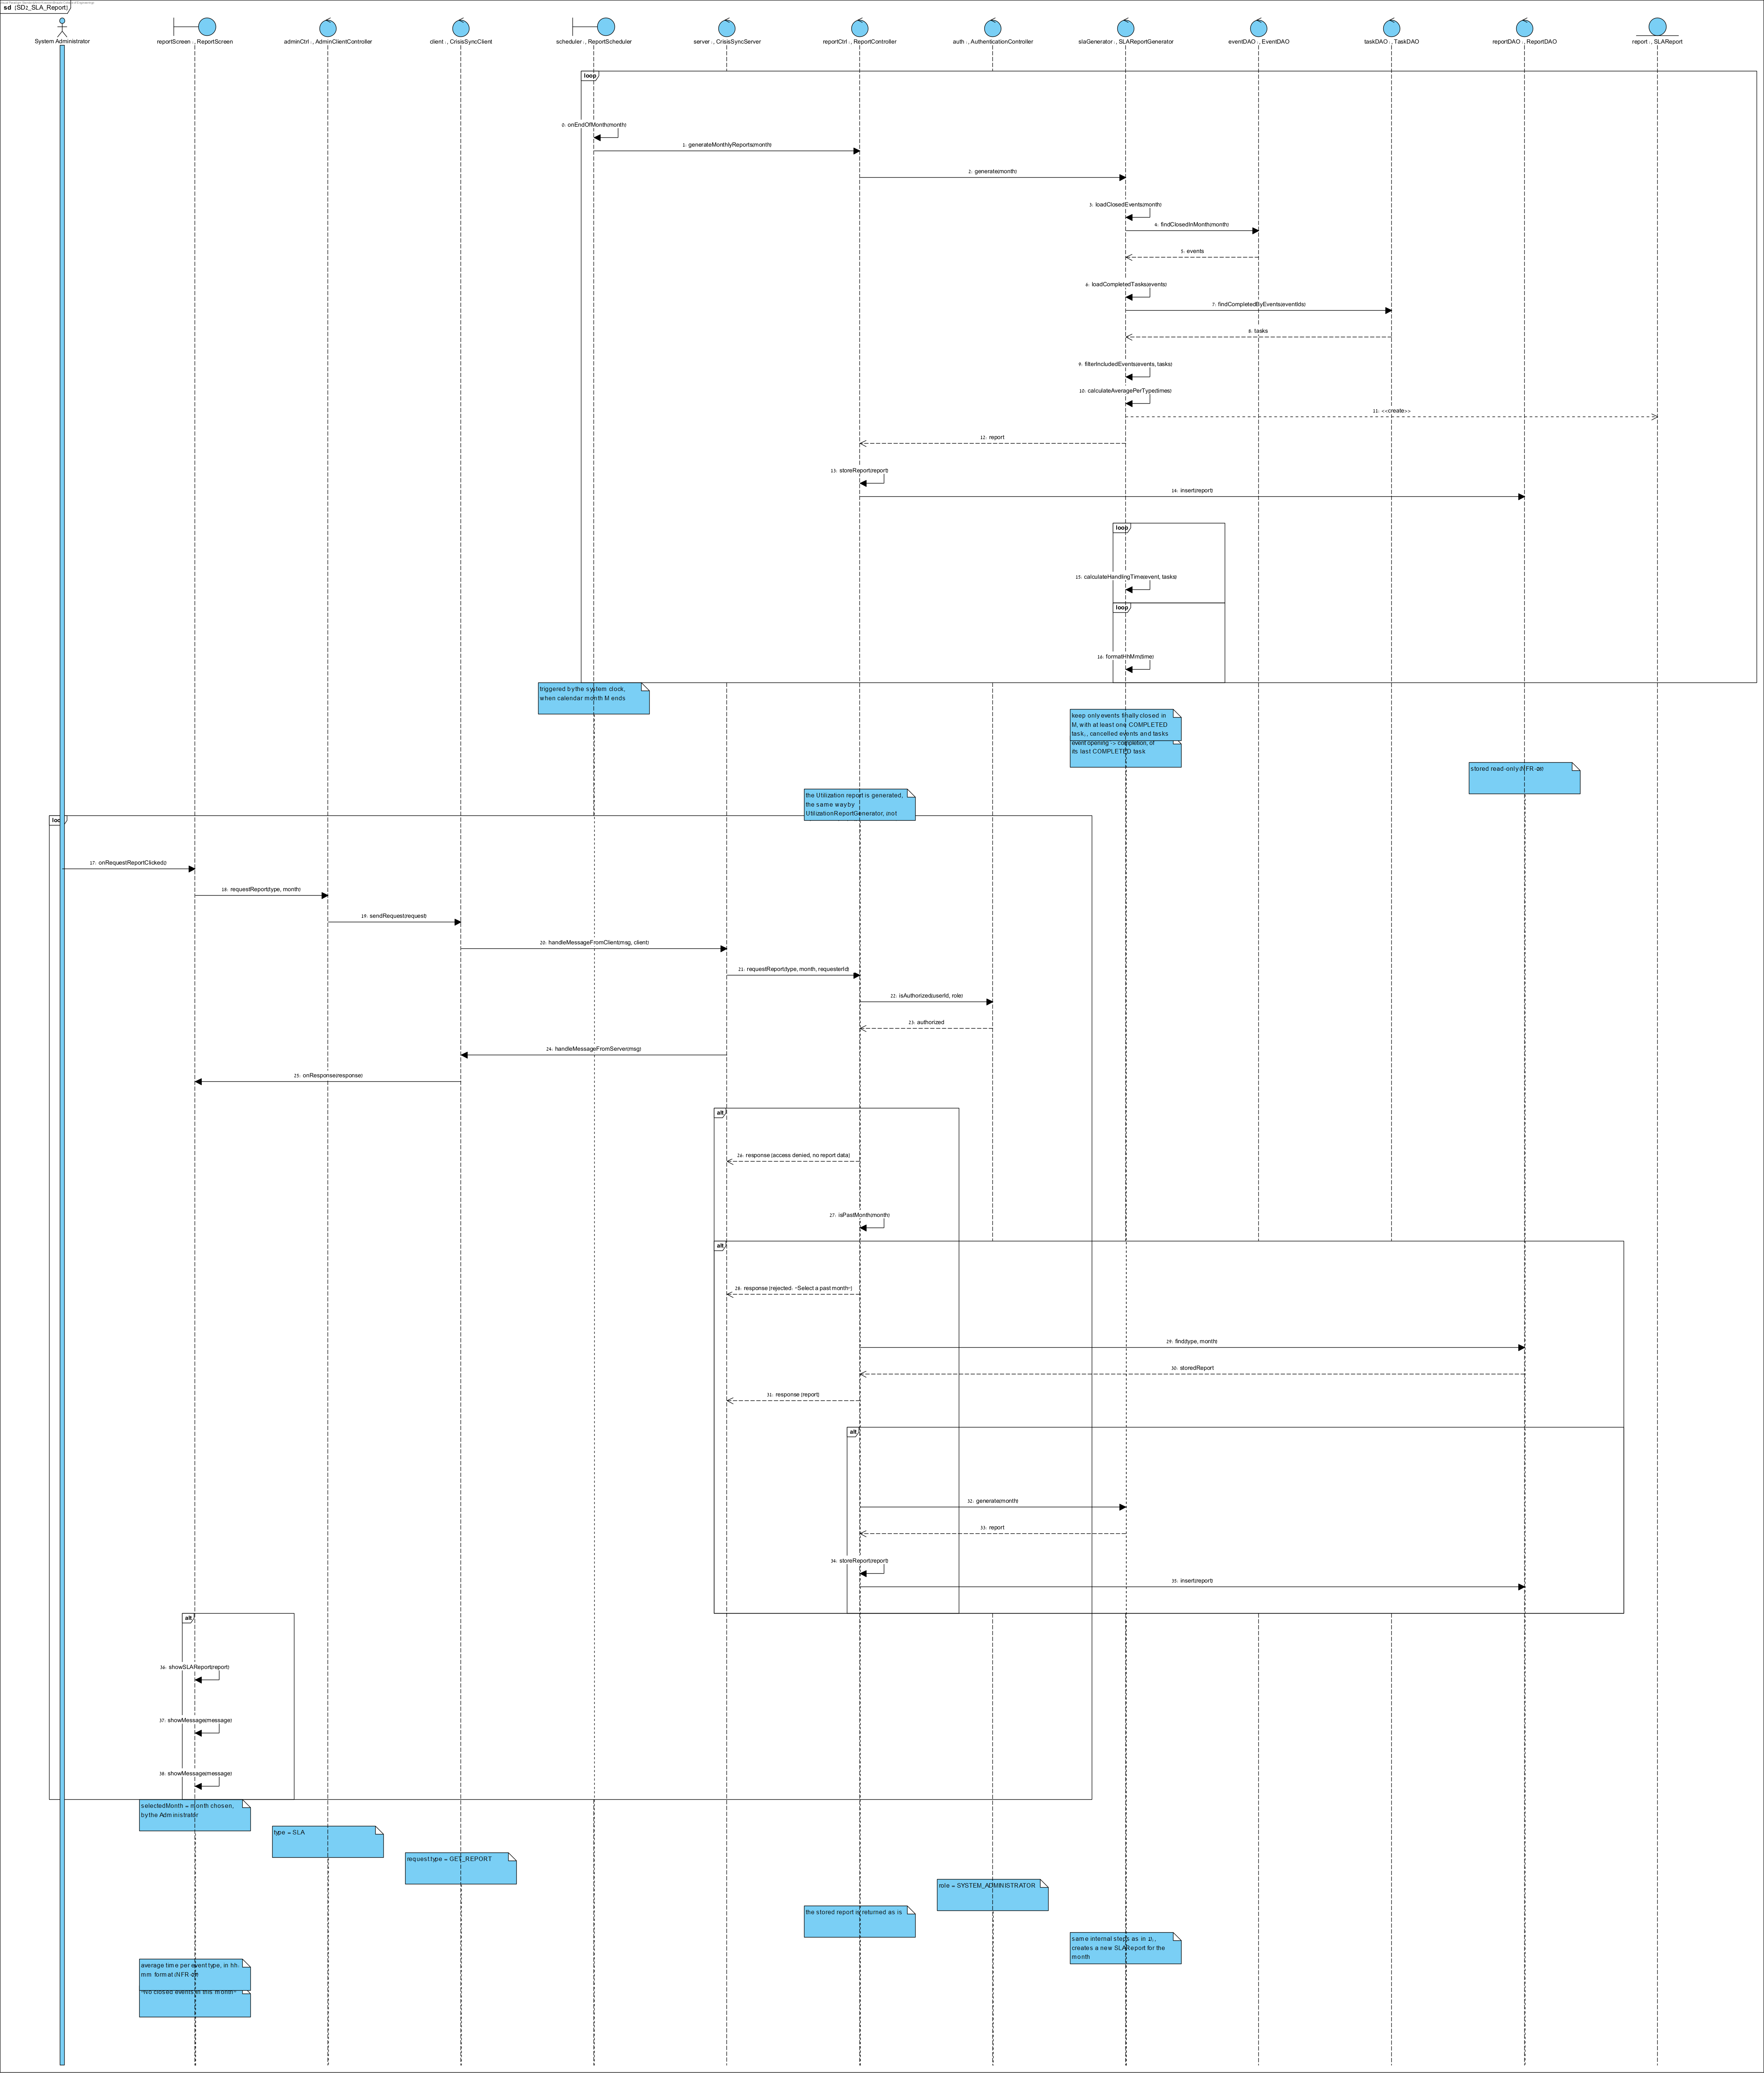 sd [SD2_SLA_Report]
System Administrator
reportScreen ., ReportScreen
adminCtrl ., AdminClientController
client ., CrisisSyncClient
scheduler ., ReportScheduler
server ., CrisisSyncServer
reportCtrl ., ReportController
auth ., AuthenticationController
slaGenerator ., SLAReportGenerator
eventDAO ., EventDAO
taskDAO ., TaskDAO
reportDAO ., ReportDAO
report ., SLAReport
loop
0: onEndOfMonth(month)
1: generateMonthlyReports(month)
2: generate(month)
3: loadClosedEvents(month)
4: findClosedInMonth(month)
5: events
6: loadCompletedTasks(events)
7: findCompletedByEvents(eventIds)
8: tasks
9: filterIncludedEvents(events, tasks)
10: calculateAveragePerType(times)
11: <<create>>
12: report
13: storeReport(report)
14: insert(report)
loop
15: calculateHandlingTime(event, tasks)
loop
16: formatHhMm(time)
triggered by the system clock,
when calendar month M ends
keep only events finally closed in
M, with at least one COMPLETED
task,, cancelled events and tasks
event opening -> completion, of
its last COMPLETED task
stored read-only (NFR-26)
the Utilization report is generated,
the same way by
UtilizationReportGenerator, (not
loop
17: onRequestReportClicked()
18: requestReport(type, month)
19: sendRequest(request)
20: handleMessageFromClient(msg, client)
21: requestReport(type, month, requesterId)
22: isAuthorized(userId, role)
23: authorized
24: handleMessageFromServer(msg)
25: onResponse(response)
alt
26: response (access denied, no report data)
27: isPastMonth(month)
alt
28: response (rejected: "Select a past month")
29: find(type, month)
30: storedReport
31: response (report)
alt
32: generate(month)
33: report
34: storeReport(report)
35: insert(report)
alt
36: showSLAReport(report)
37: showMessage(message)
38: showMessage(message)
selectedMonth = month chosen,
by the Administrator
type = SLA
request type = GET_REPORT
role = SYSTEM_ADMINISTRATOR
the stored report is returned as is
same internal steps as in
creates a new SLAReport for the
month
average time per event type, in hh:
mm format
"No closed events in this month"